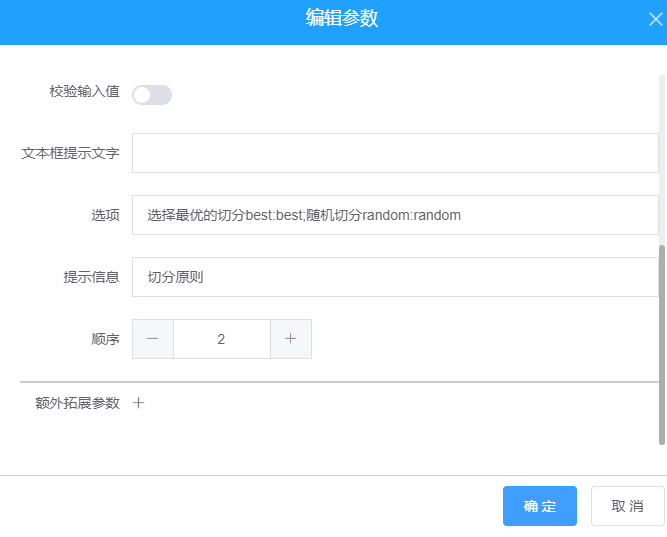 编辑参数
校验输入值
文本框提示文字
选项 选择最优的切分best:best;随机切分random:random
提示信息 切分原则
顺序 2
额外拓展参数
确定 取消